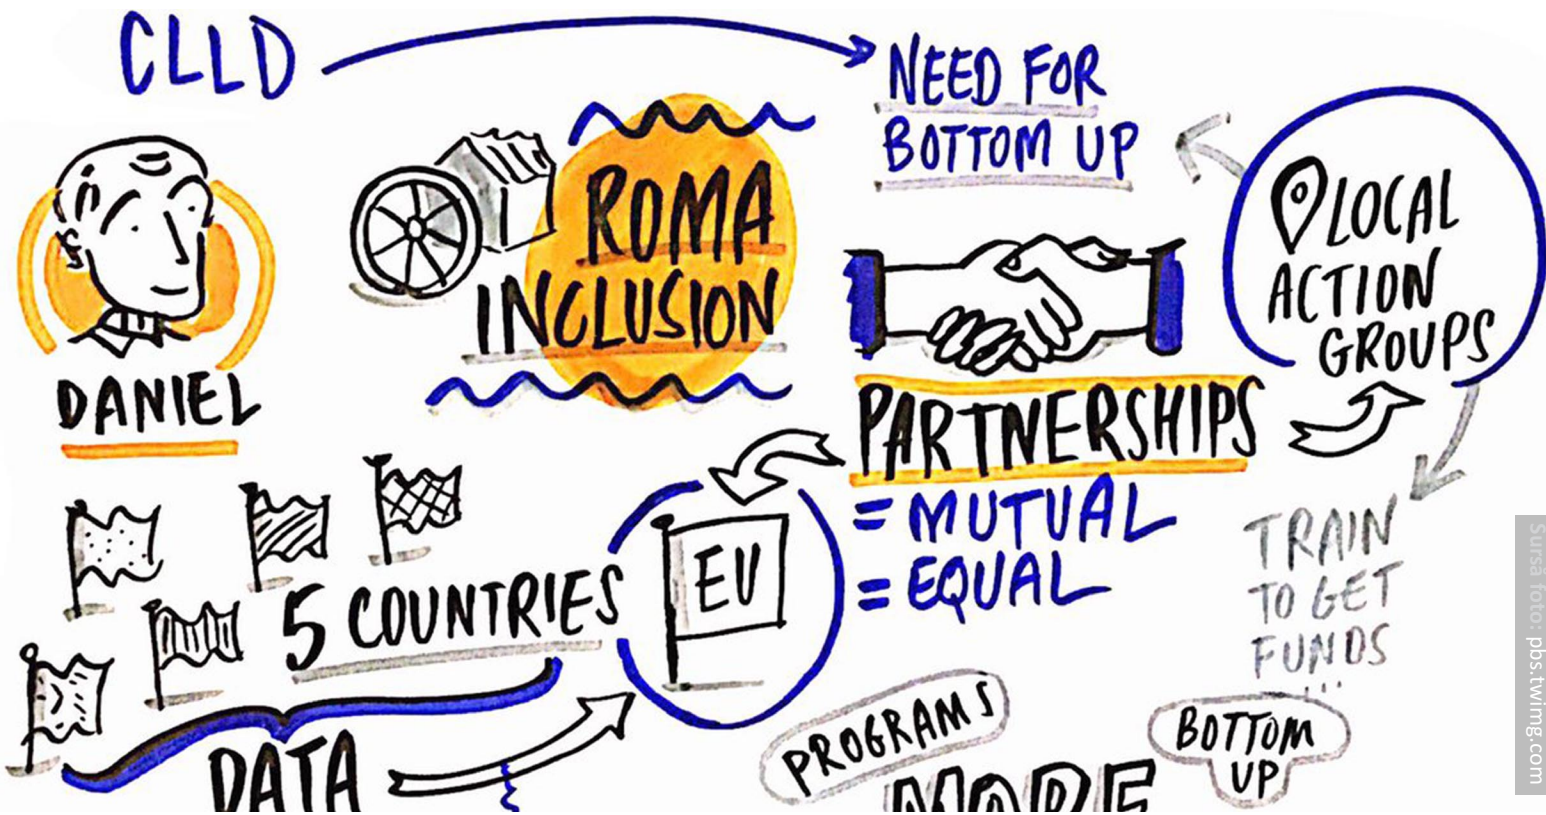 CLLD
NEED FOR
BOTTOM UP
ROMA
INCLUSION
DANIEL
LOCAL
ACTION
GROUPS
PARTNERSHIPS
= MUTUAL
= EQUAL
5 COUNTRIES
EU
TRAIN
TO GET
FUNDS
...
DATA
PROGRAMS
BOTTOM
UP
MORE
Sursă foto: pbs.twimg.com